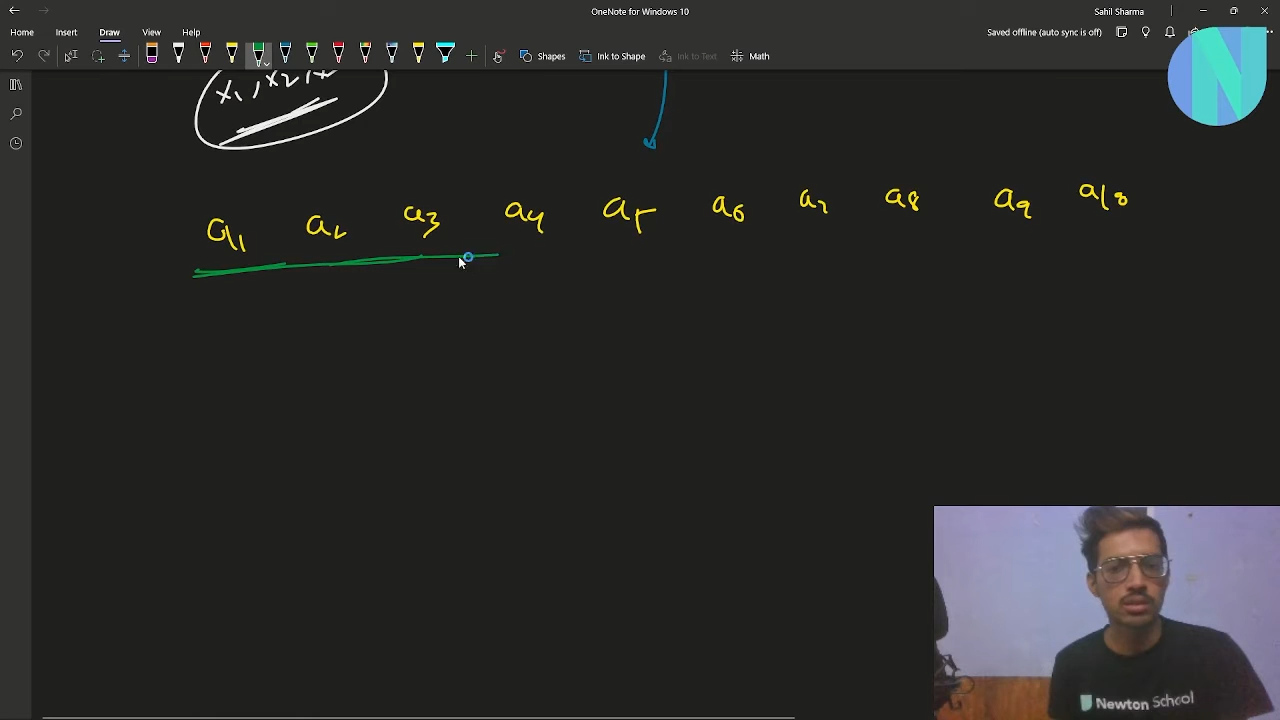 OneNote for Windows 10
Sahil Sharma
Home Insert Draw View Help
Saved offline (auto sync is off)
Shapes Ink to Shape Ink to Text Math
x1, x2,
a1 a2 a3 a4 a5 a6 a7 a8 a9 a10
Newton School